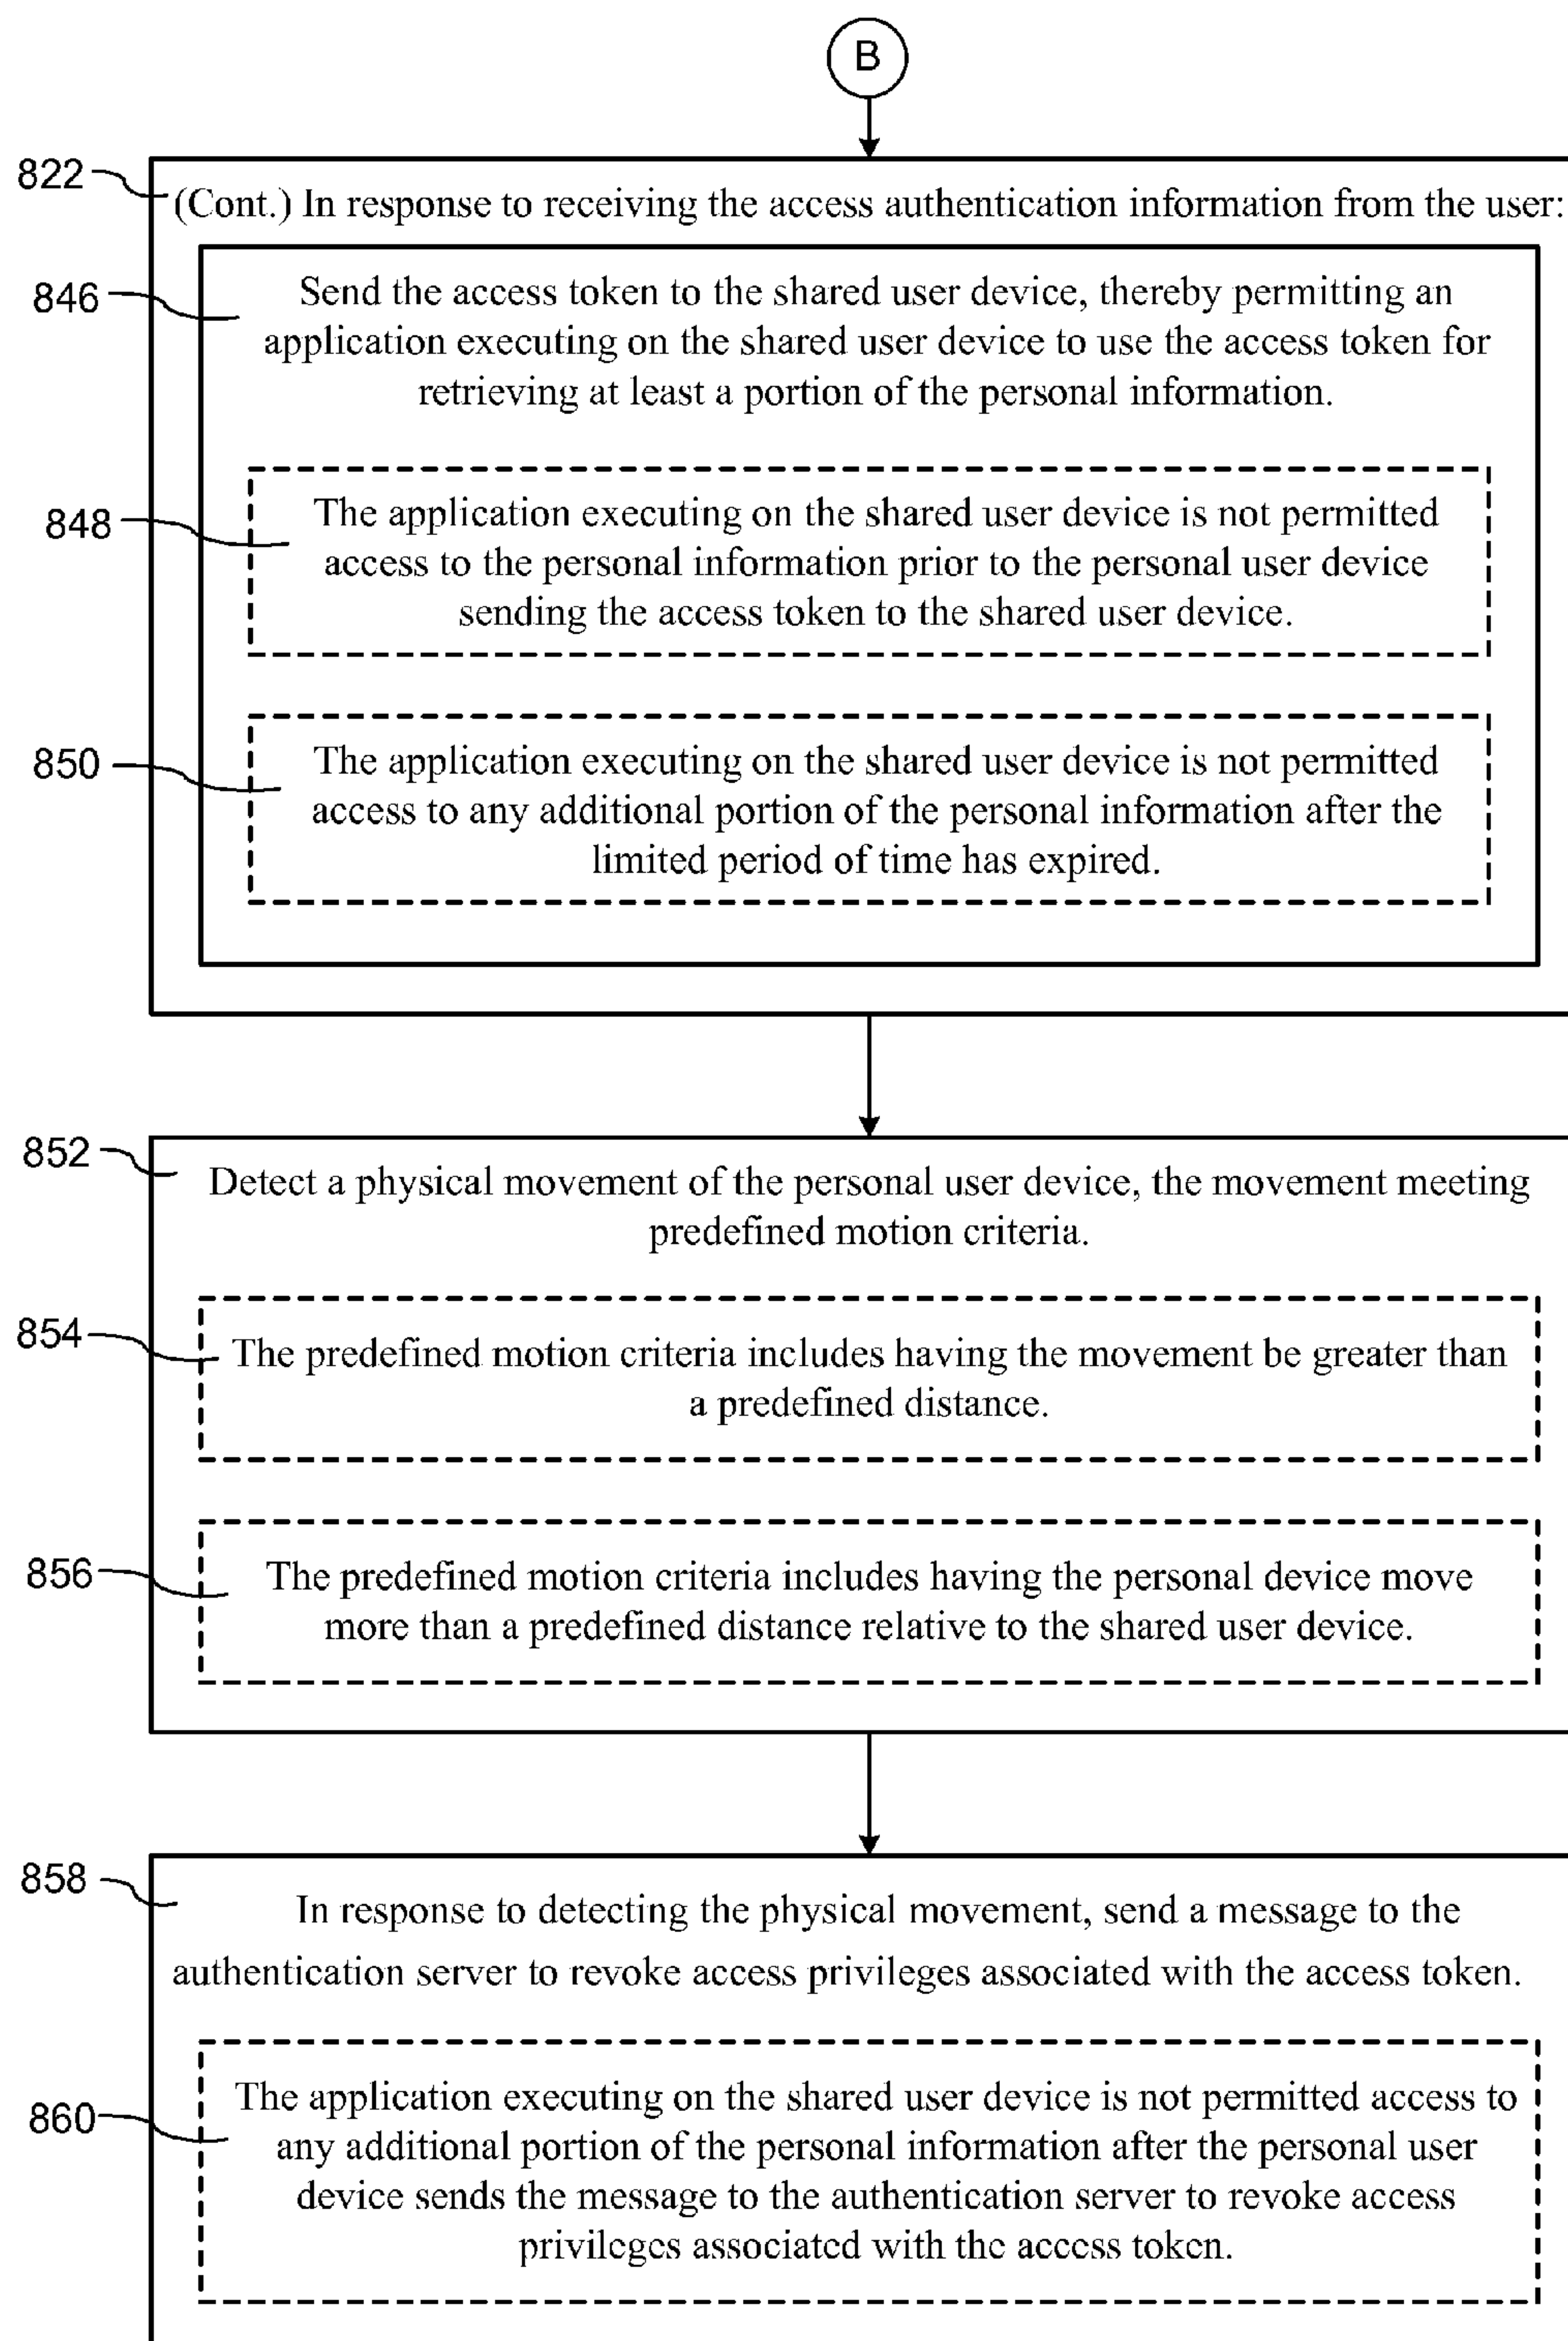 B
822
(Cont.) In response to receiving the access authentication information from the user:
846
Send the access token to the shared user device, thereby permitting an
application executing on the shared user device to use the access token for
retrieving at least a portion of the personal information.
848
The application executing on the shared user device is not permitted
access to the personal information prior to the personal user device
sending the access token to the shared user device.
850
The application executing on the shared user device is not permitted
access to any additional portion of the personal information after the
limited period of time has expired.
852
Detect a physical movement of the personal user device, the movement meeting
predefined motion criteria.
854
The predefined motion criteria includes having the movement be greater than
a predefined distance.
856
The predefined motion criteria includes having the personal device move
more than a predefined distance relative to the shared user device.
858
In response to detecting the physical movement, send a message to the
authentication server to revoke access privileges associated with the access token.
860
The application executing on the shared user device is not permitted access to
any additional portion of the personal information after the personal user
device sends the message to the authentication server to revoke access
privileges associated with the access token.